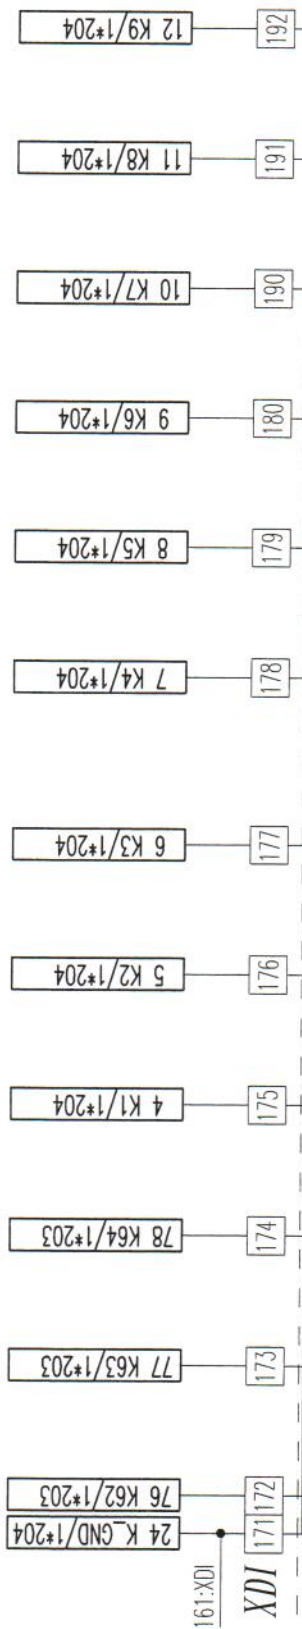 12 K9/1*204
192
11 K8/1*204
191
10 K7/1*204
190
9 K6/1*204
180
8 K5/1*204
179
7 K4/1*204
178
6 K3/1*204
177
5 K2/1*204
176
4 K1/1*204
175
78 K64/1*203
174
77 K63/1*203
173
76 K62/1*203
172
24 K_GND/1*204
171
161:XDI
XDI